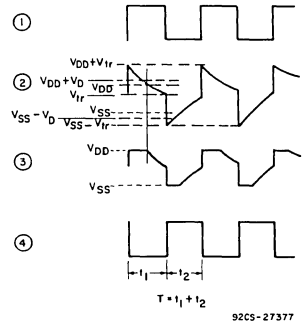 1
VDD+Vtr
2
VDD+VD
VDD
Vtr
VSS
VSS-VD
VSS-Vtr
3
VDD
VSS
4
t1
t2
T = t1 + t2
92CS-27377